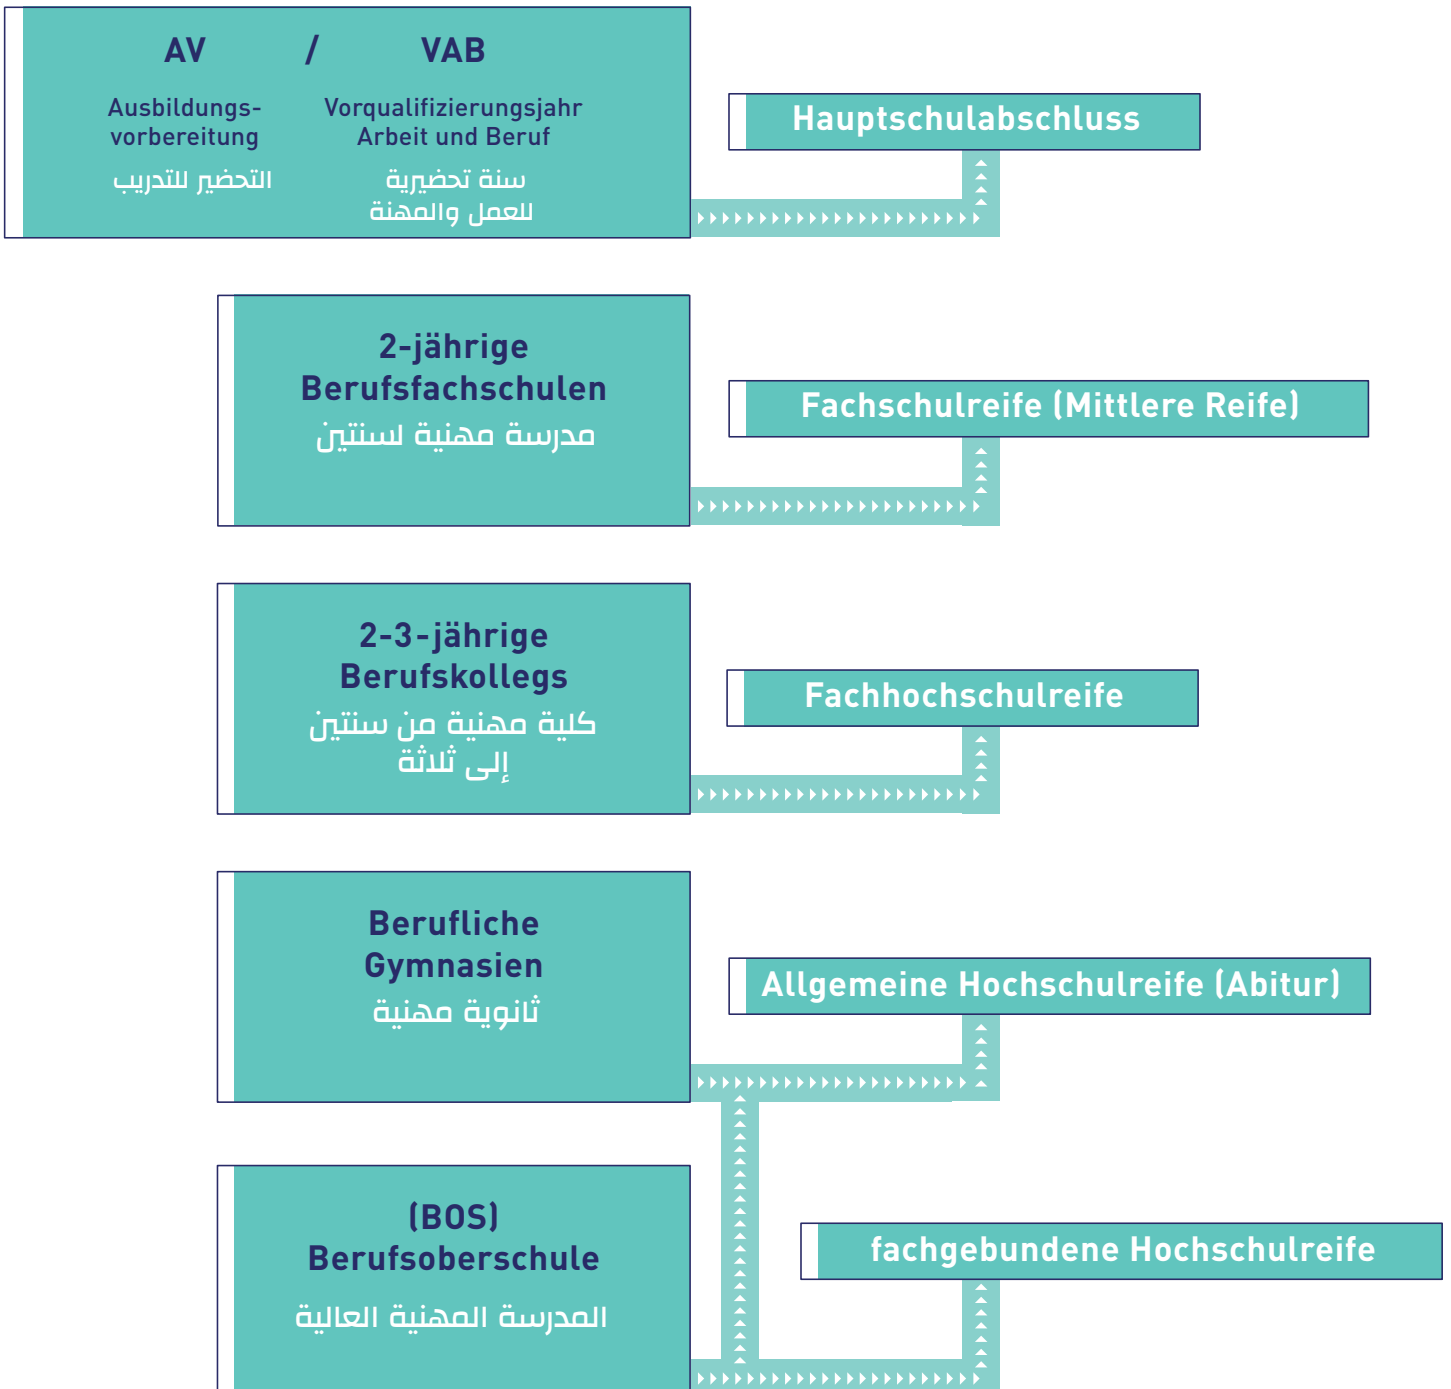 AV / VAB
Ausbildungs-
vorbereitung
التحضير للتدريب
Vorqualifizierungsjahr
Arbeit und Beruf
سنة تحضيرية
للعمل والمهنة
Hauptschulabschluss
2-jährige
Berufsfachschulen
مدرسة مهنية لسنتين
Fachschulreife (Mittlere Reife)
2-3-jährige
Berufskollegs
كلية مهنية من سنتين
إلى ثلاثة
Fachhochschulreife
Berufliche
Gymnasien
ثانوية مهنية
Allgemeine Hochschulreife (Abitur)
(BOS)
Berufsoberschule
المدرسة المهنية العالية
fachgebundene Hochschulreife